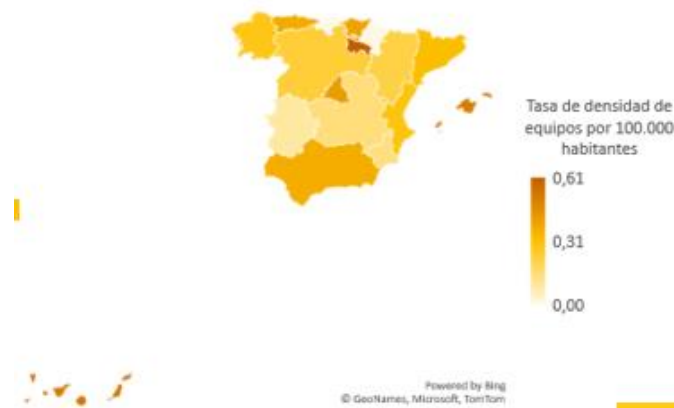 Tasa de densidad de
equipos por 100.000
habitantes
0,61
0,31
0,00
Powered by Bing
© GeoNames, Microsoft, TomTom